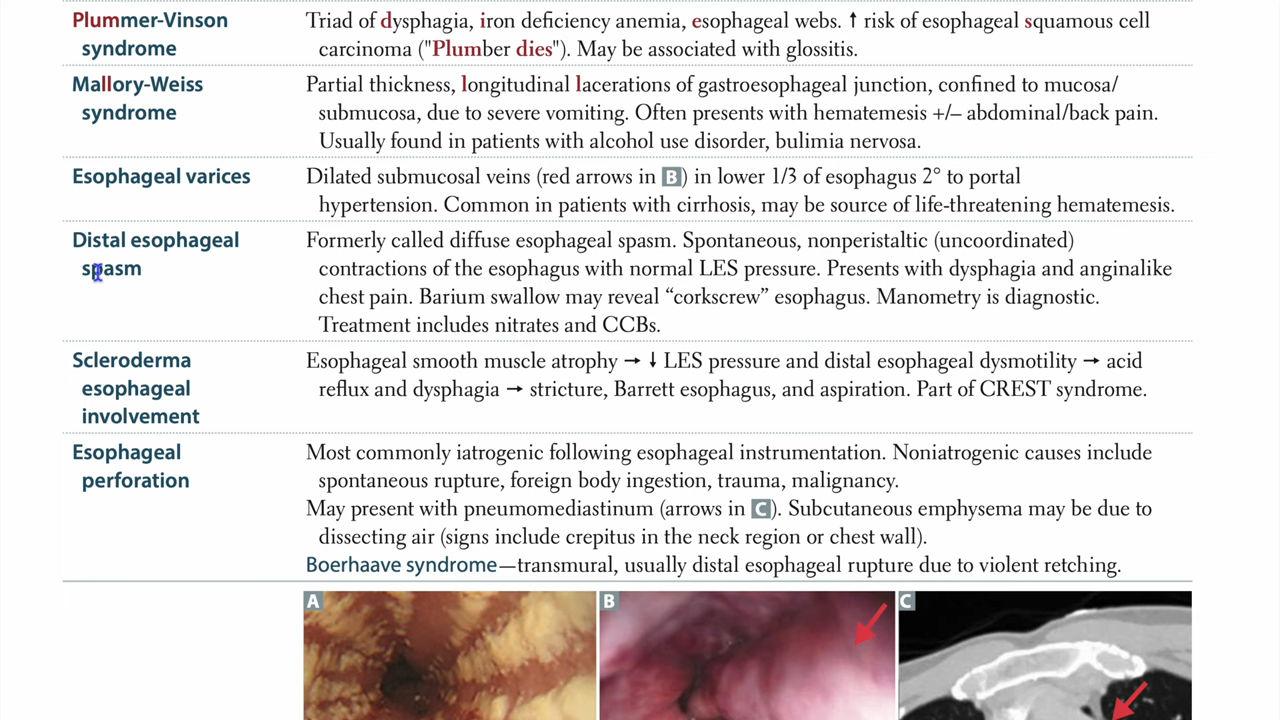 Plummer-Vinson syndrome
Triad of dysphagia, iron deficiency anemia, esophageal webs. ↑ risk of esophageal squamous cell
carcinoma ("Plumber dies"). May be associated with glossitis.
Mallory-Weiss syndrome
Partial thickness, longitudinal lacerations of gastroesophageal junction, confined to mucosa/
submucosa, due to severe vomiting. Often presents with hematemesis +/– abdominal/back pain.
Usually found in patients with alcohol use disorder, bulimia nervosa.
Esophageal varices
Dilated submucosal veins (red arrows in B) in lower 1/3 of esophagus 2° to portal
hypertension. Common in patients with cirrhosis, may be source of life-threatening hematemesis.
Distal esophageal spasm
Formerly called diffuse esophageal spasm. Spontaneous, nonperistaltic (uncoordinated)
contractions of the esophagus with normal LES pressure. Presents with dysphagia and anginalike
chest pain. Barium swallow may reveal “corkscrew” esophagus. Manometry is diagnostic.
Treatment includes nitrates and CCBs.
Scleroderma esophageal involvement
Esophageal smooth muscle atrophy → ↓ LES pressure and distal esophageal dysmotility → acid
reflux and dysphagia → stricture, Barrett esophagus, and aspiration. Part of CREST syndrome.
Esophageal perforation
Most commonly iatrogenic following esophageal instrumentation. Noniatrogenic causes include
spontaneous rupture, foreign body ingestion, trauma, malignancy.
May present with pneumomediastinum (arrows in C). Subcutaneous emphysema may be due to
dissecting air (signs include crepitus in the neck region or chest wall).
Boerhaave syndrome—transmural, usually distal esophageal rupture due to violent retching.
A
B
C